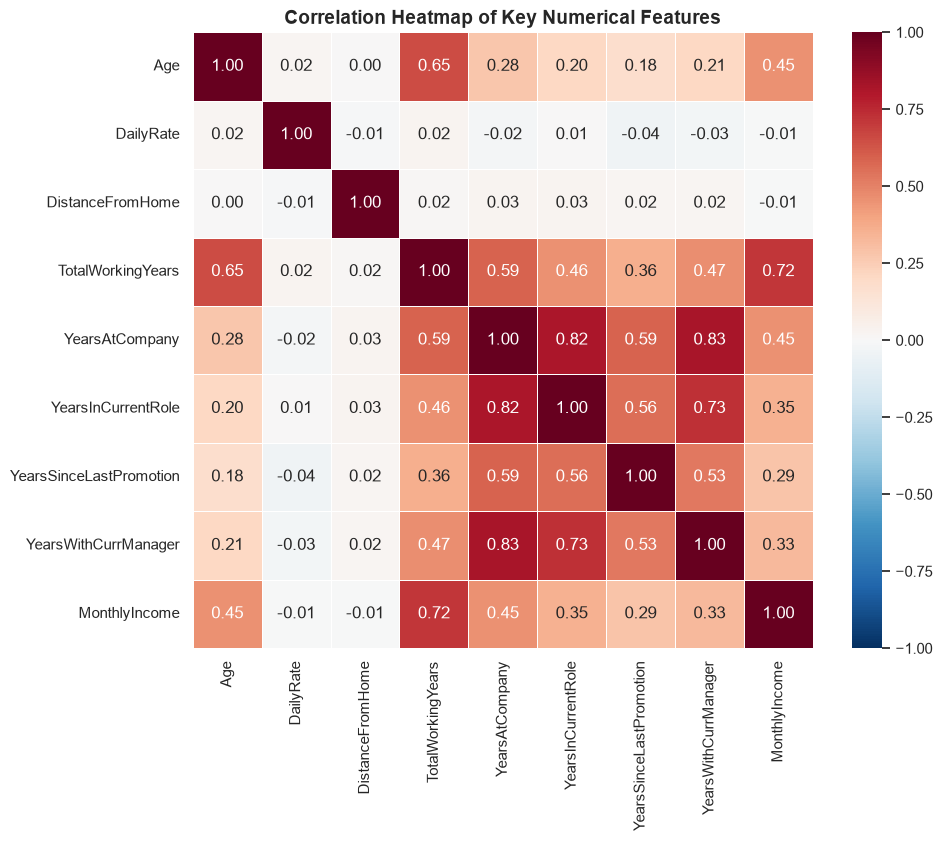 Correlation Heatmap of Key Numerical Features
Age 1.00 0.02 0.00 0.65 0.28 0.20 0.18 0.21 0.45
DailyRate 0.02 1.00 -0.01 0.02 -0.02 0.01 -0.04 -0.03 -0.01
DistanceFromHome 0.00 -0.01 1.00 0.02 0.03 0.03 0.02 0.02 -0.01
TotalWorkingYears 0.65 0.02 0.02 1.00 0.59 0.46 0.36 0.47 0.72
YearsAtCompany 0.28 -0.02 0.03 0.59 1.00 0.82 0.59 0.83 0.45
YearsInCurrentRole 0.20 0.01 0.03 0.46 0.82 1.00 0.56 0.73 0.35
YearsSinceLastPromotion 0.18 -0.04 0.02 0.36 0.59 0.56 1.00 0.53 0.29
YearsWithCurrManager 0.21 -0.03 0.02 0.47 0.83 0.73 0.53 1.00 0.33
MonthlyIncome 0.45 -0.01 -0.01 0.72 0.45 0.35 0.29 0.33 1.00
Age
DailyRate
DistanceFromHome
TotalWorkingYears
YearsAtCompany
YearsInCurrentRole
YearsSinceLastPromotion
YearsWithCurrManager
MonthlyIncome
1.00
0.75
0.50
0.25
0.00
−0.25
−0.50
−0.75
−1.00